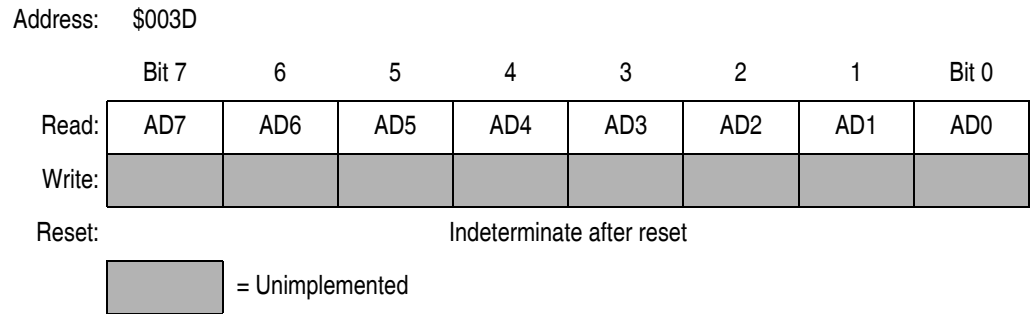 Address: $003D
Bit 7 6 5 4 3 2 1 Bit 0
Read: AD7 AD6 AD5 AD4 AD3 AD2 AD1 AD0
Write:
Reset: Indeterminate after reset
= Unimplemented